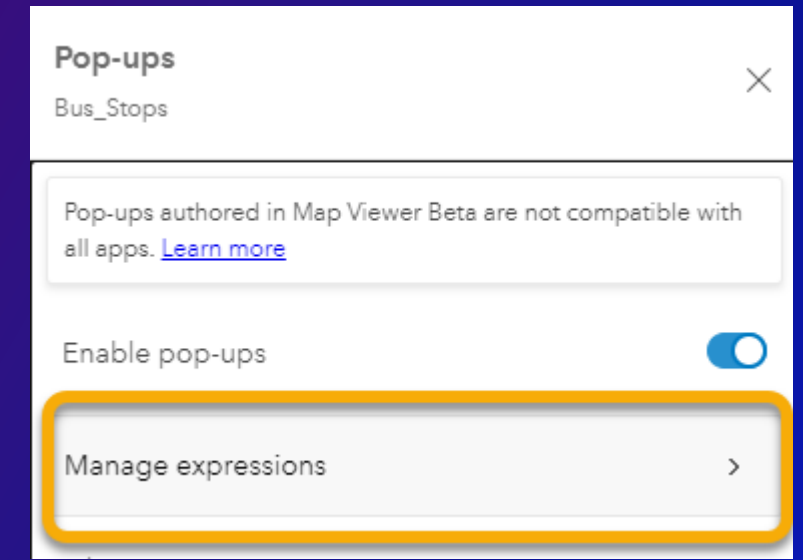 Pop-ups
Bus_Stops
Pop-ups authored in Map Viewer Beta are not compatible with
all apps. Learn more
Enable pop-ups
Manage expressions